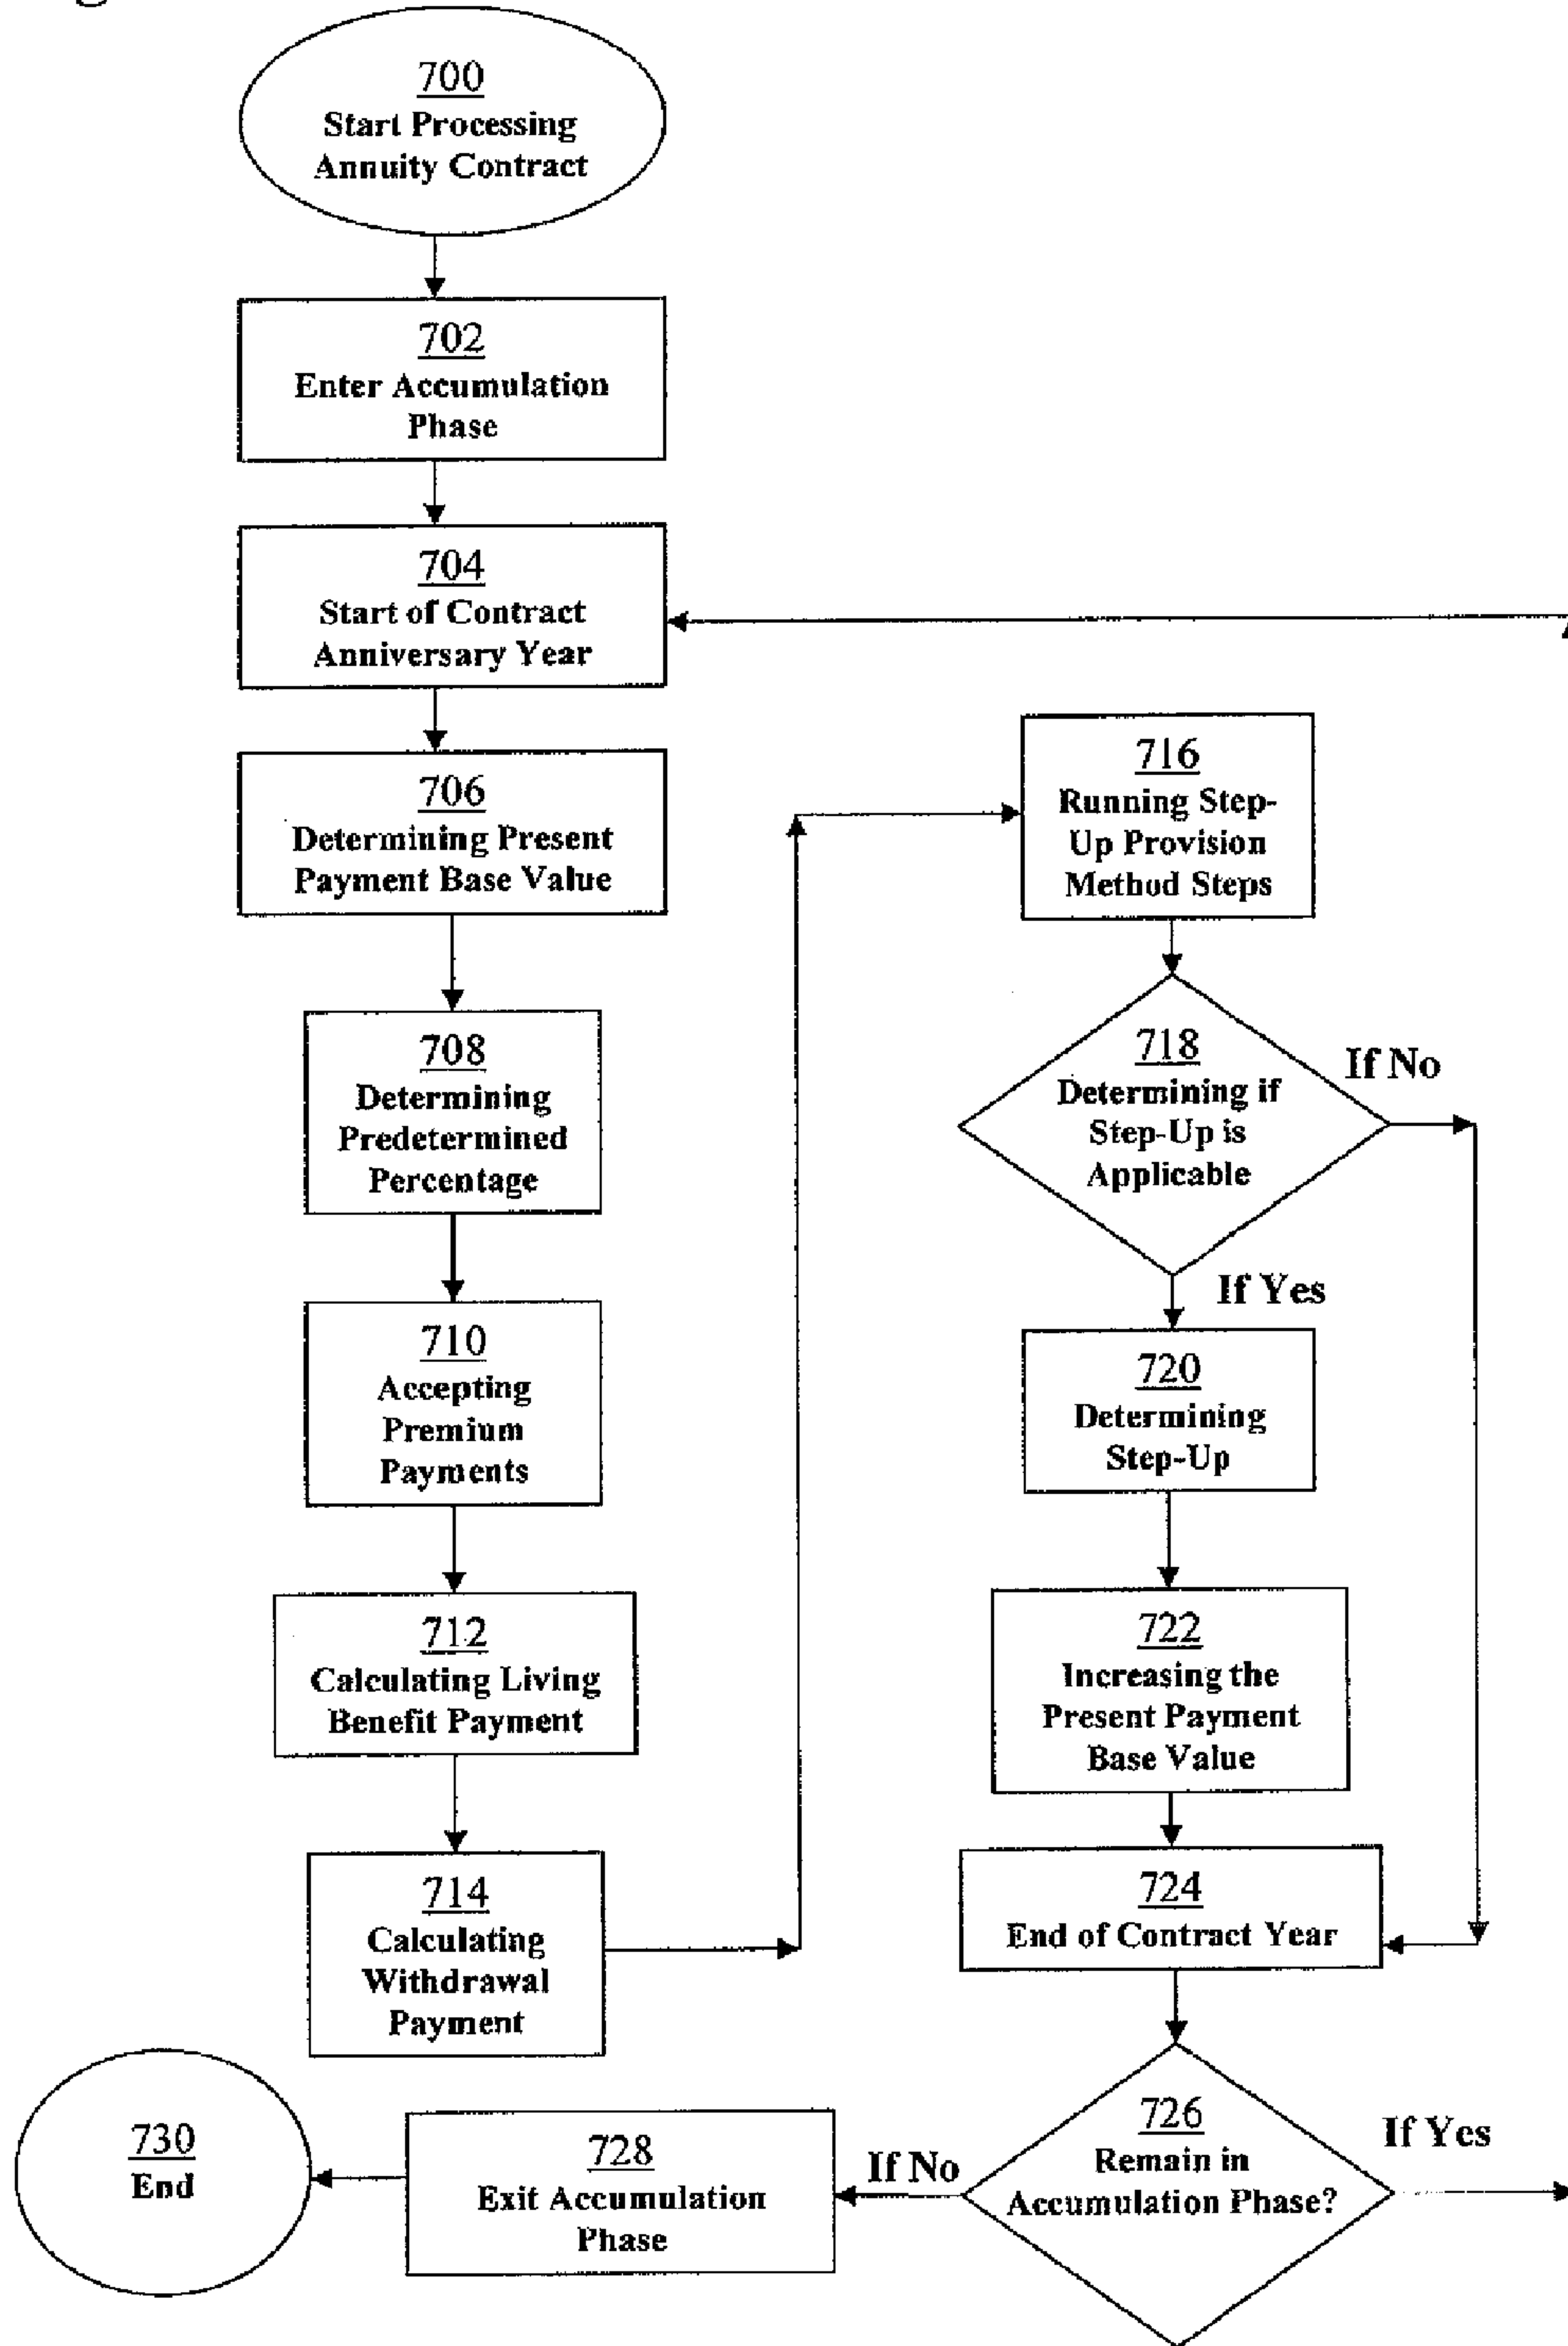 700
Start Processing
Annuity Contract
702
Enter Accumulation
Phase
704
Start of Contract
Anniversary Year
706
Determining Present
Payment Base Value
708
Determining
Predetermined
Percentage
710
Accepting
Premium
Payments
712
Calculating Living
Benefit Payment
714
Calculating
Withdrawal
Payment
716
Running Step-
Up Provision
Method Steps
718
Determining if
Step-Up is
Applicable
If No
If Yes
720
Determining
Step-Up
722
Increasing the
Present Payment
Base Value
724
End of Contract Year
726
Remain in
Accumulation Phase?
If Yes
If No
728
Exit Accumulation
Phase
730
End